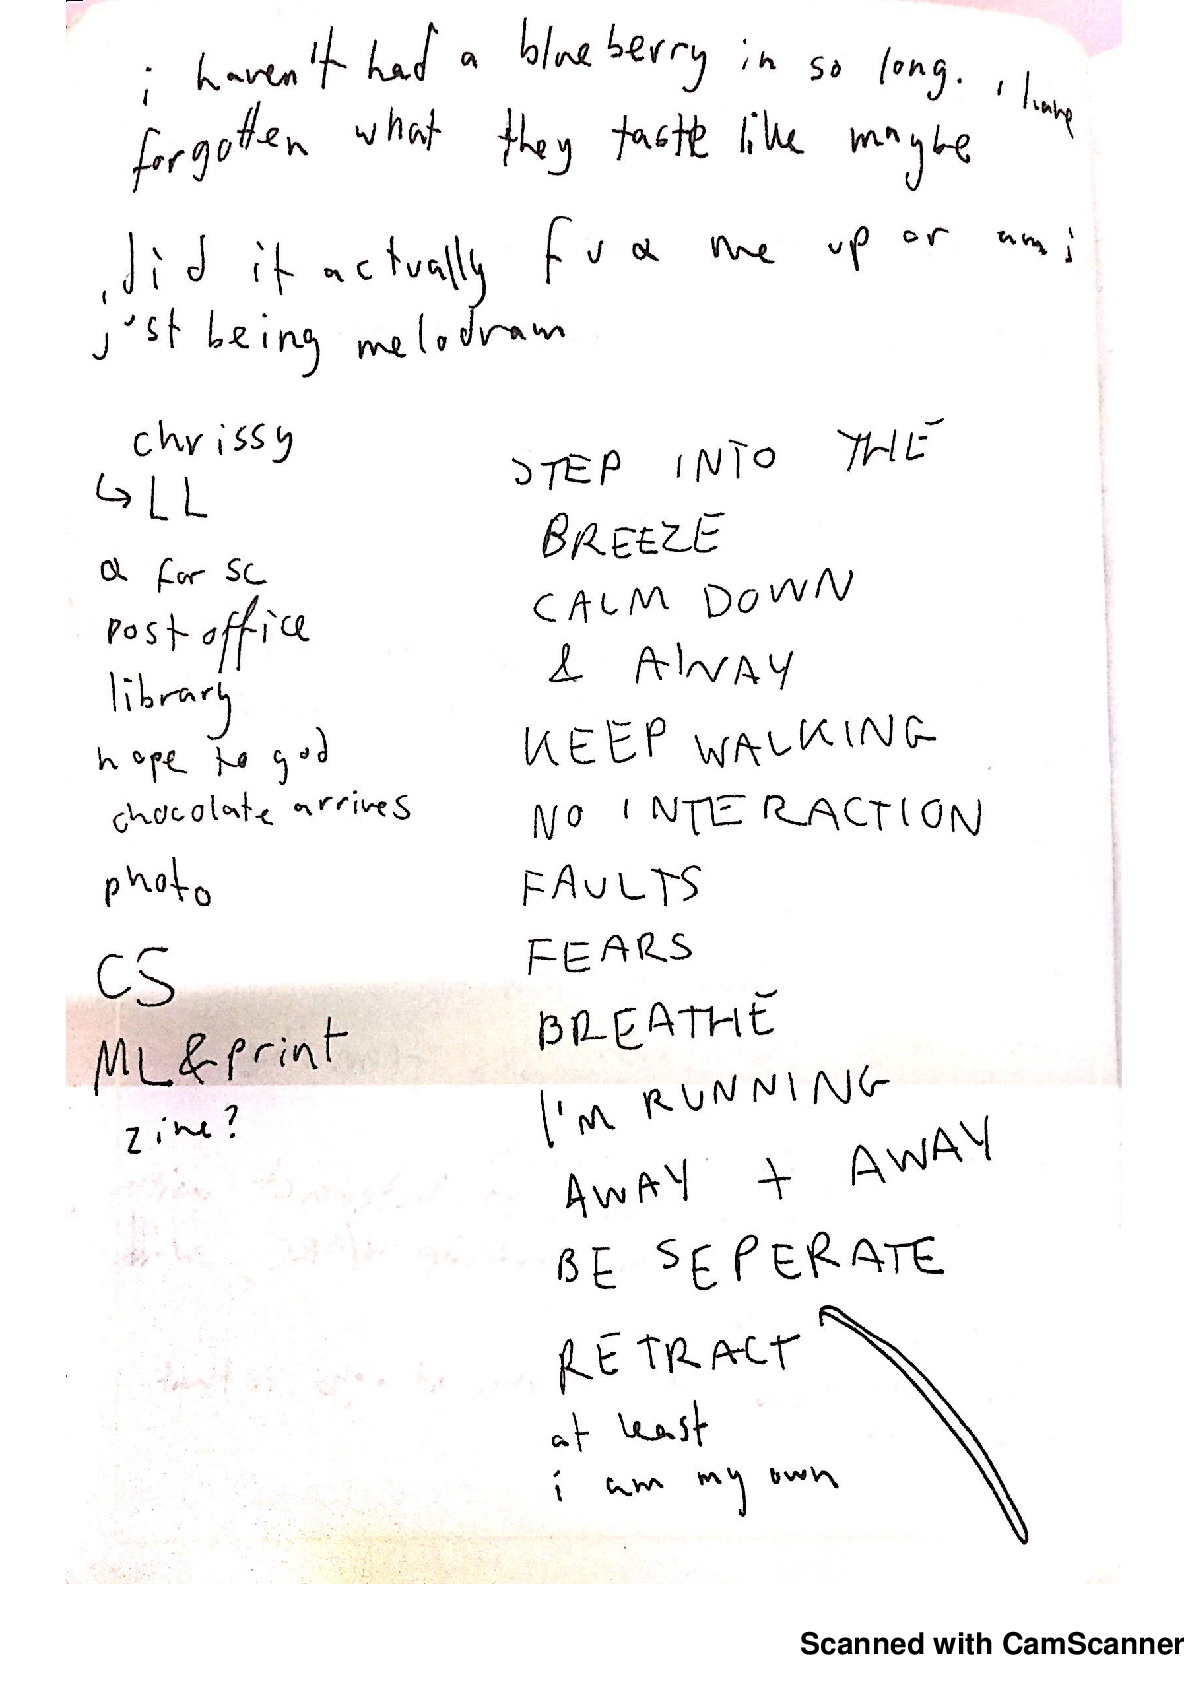 i haven't had a blueberry in so long. i have
forgotten what they taste like maybe
did it actually fuck me up or am i
just being melodram
chrissy
↳ LL
a for sc
post office
library
hope to god
chocolate arrives
photo
CS
ML & print
zine?
STEP INTO THE
BREEZE
CALM DOWN
& AWAY
KEEP WALKING
NO INTERACTION
FAULTS
FEARS
BREATHE
I'M RUNNING
AWAY + AWAY
BE SEPERATE
RETRACT
at least
i am my own
Scanned with CamScanner